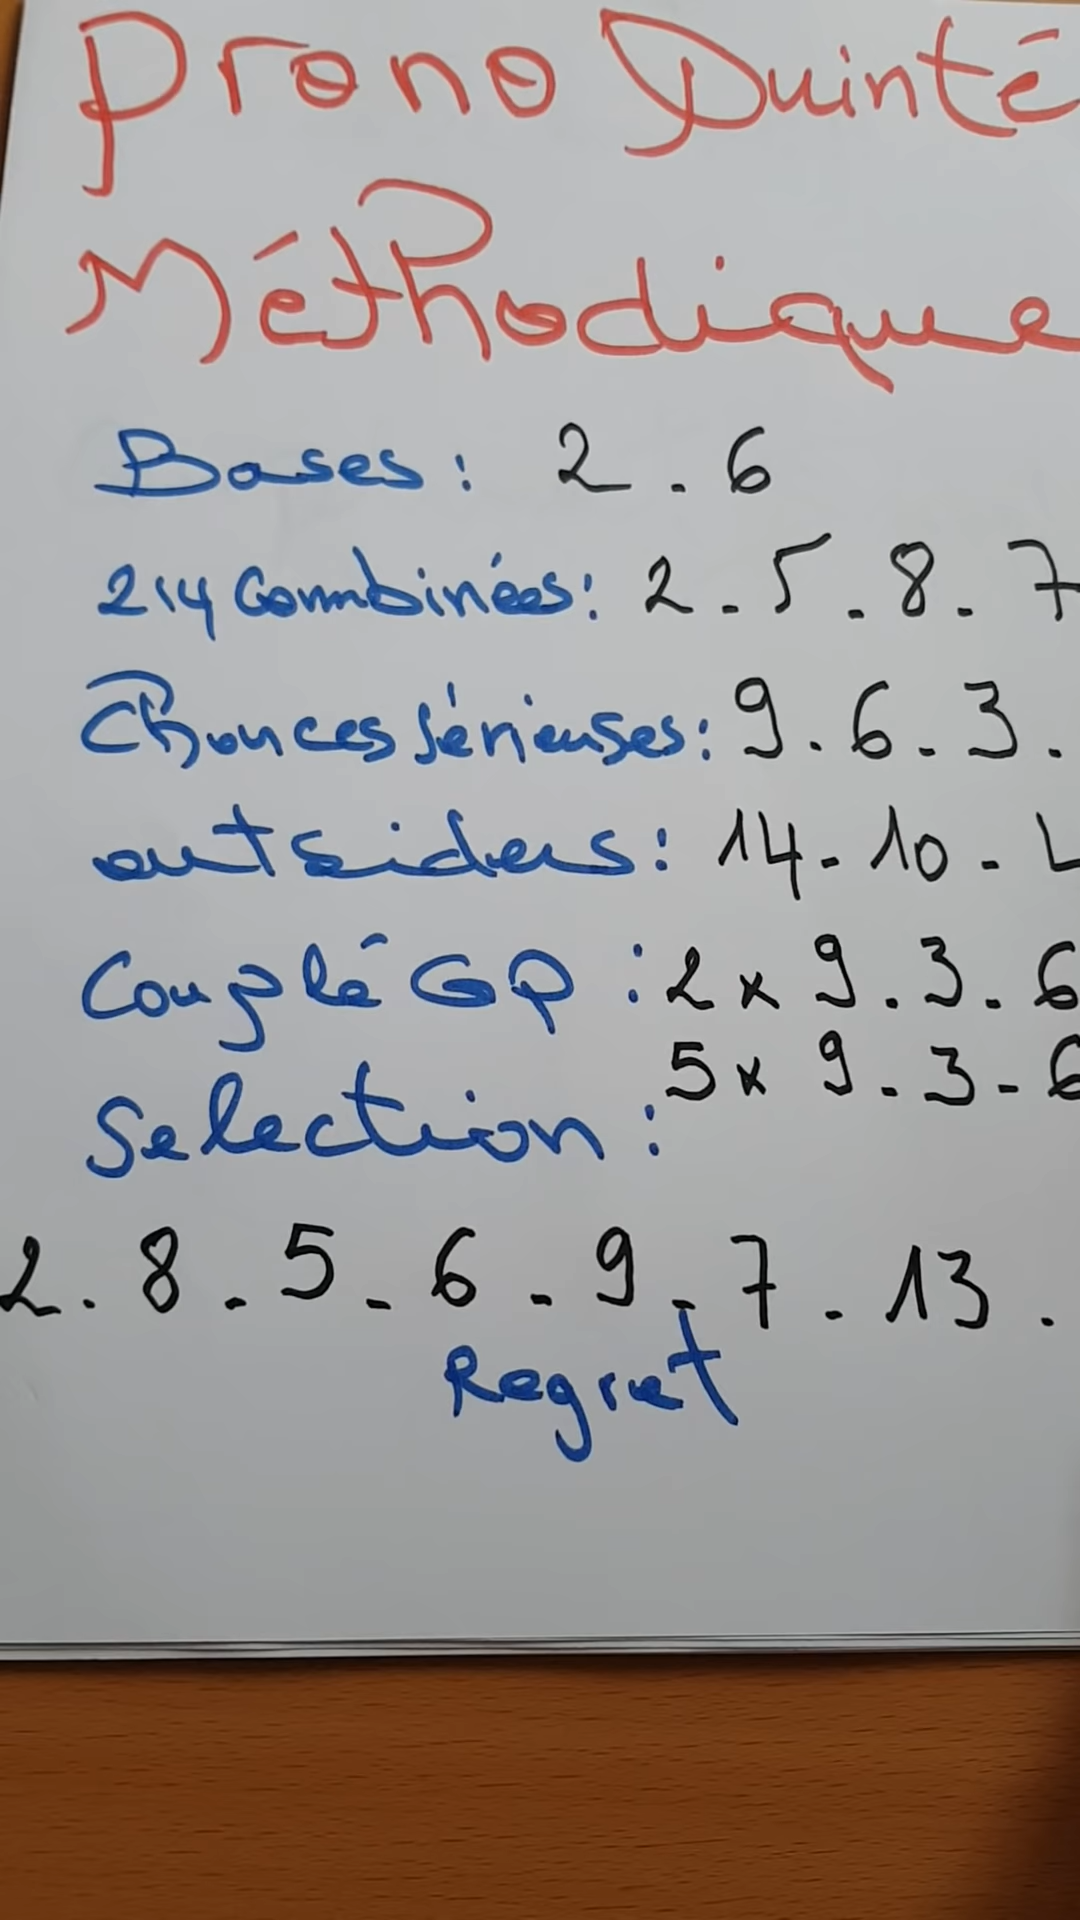 Prono Quinté
Méthodique
Bases: 2 . 6
2/4 Combinées: 2 . 5 . 8 . 7
Chances Sérieuses: 9 . 6 . 3 .
outsiders: 14 - 10 -
Couplé GP : 2 x 9 . 3 . 6
5 x 9 . 3 - 6
Selection :
2 . 8 . 5 - 6 - 9 - 7 . 13 .
Regret